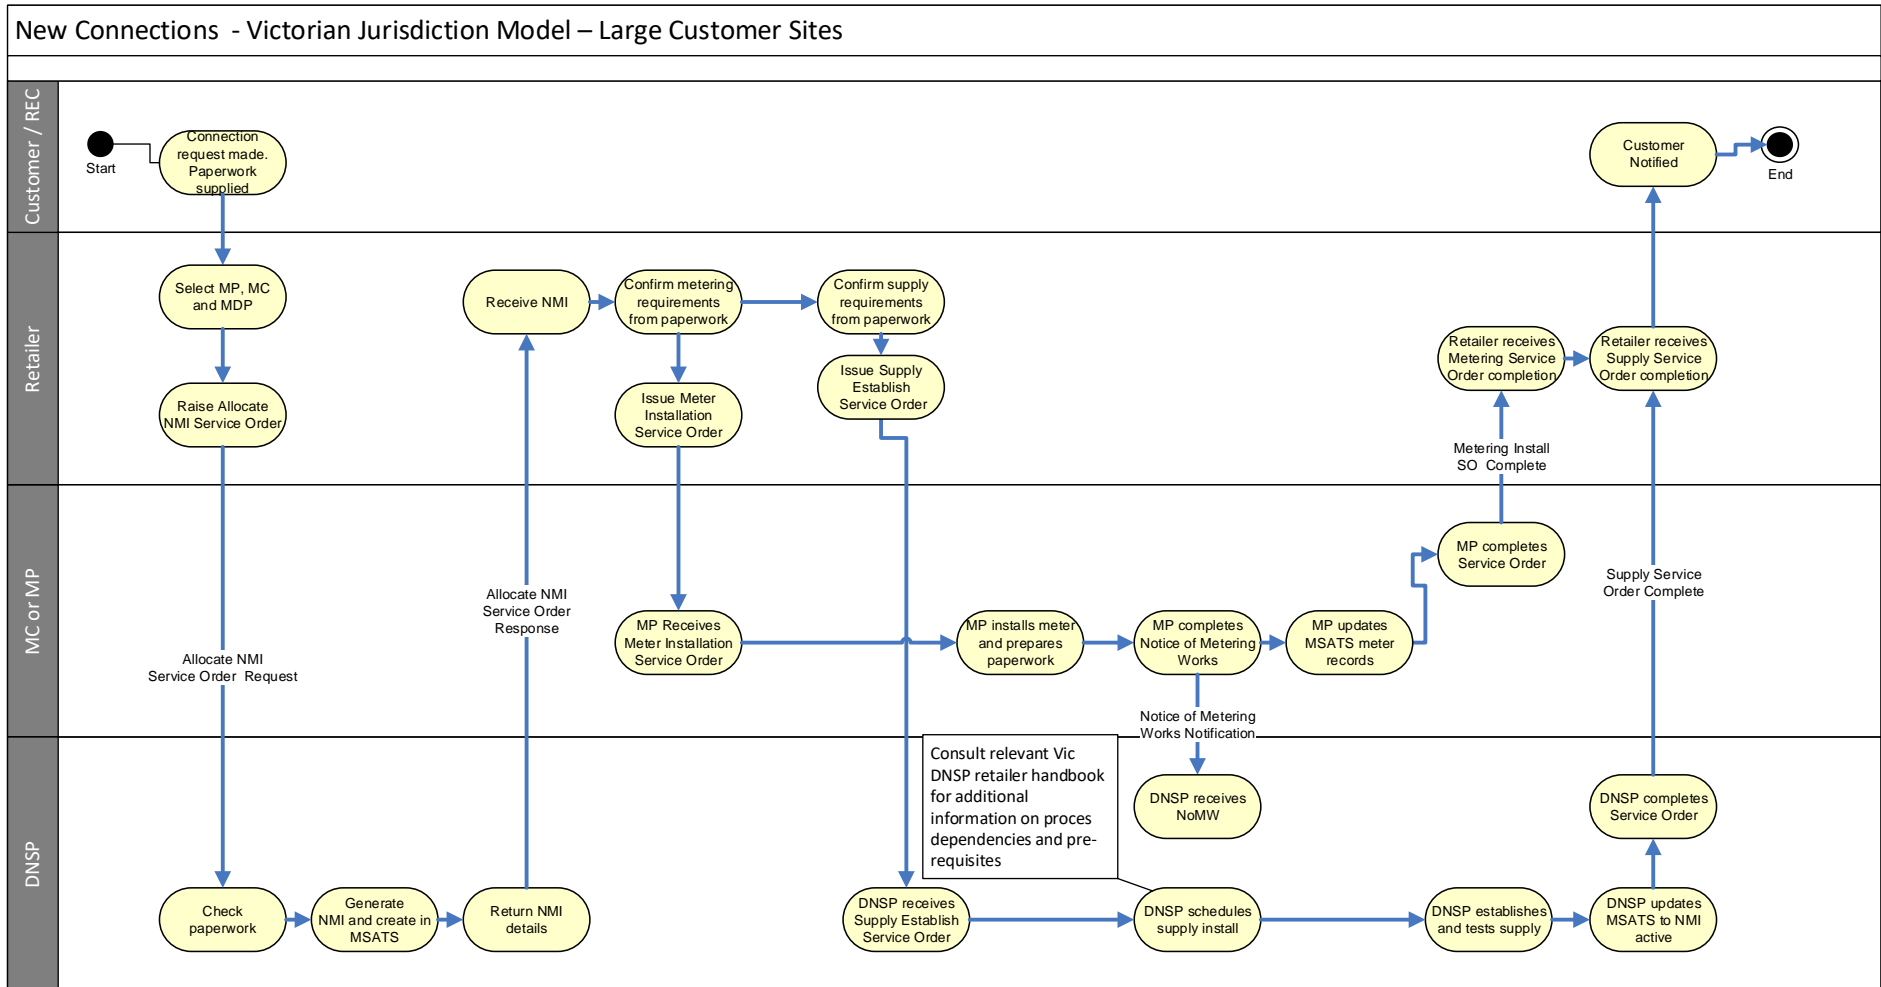 New Connections  - Victorian Jurisdiction Model – Large Customer Sites
Customer / REC
Start
Connection
request made.
Paperwork
supplied
Customer
Notified
End
Retailer
Select MP, MC
and MDP
Raise Allocate
NMI Service Order
Receive NMI
Confirm metering
requirements
from paperwork
Issue Meter
Installation
Service Order
Confirm supply
requirements
from paperwork
Issue Supply
Establish
Service Order
Retailer receives
Metering Service
Order completion
Retailer receives
Supply Service
Order completion
Metering Install
SO  Complete
MC or MP
Allocate NMI
Service Order  Request
Allocate NMI
Service Order
Response
MP Receives
Meter Installation
Service Order
MP installs meter
and prepares
paperwork
MP completes
Notice of Metering
Works
MP updates
MSATS meter
records
MP completes
Service Order
Supply Service
Order Complete
Notice of Metering
Works Notification
DNSP
Check
paperwork
Generate
NMI and create in
MSATS
Return NMI
details
DNSP receives
Supply Establish
Service Order
Consult relevant Vic
DNSP retailer handbook
for additional
information on proces
dependencies and pre-
requisites
DNSP receives
NoMW
DNSP schedules
supply install
DNSP establishes
and tests supply
DNSP updates
MSATS to NMI
active
DNSP completes
Service Order